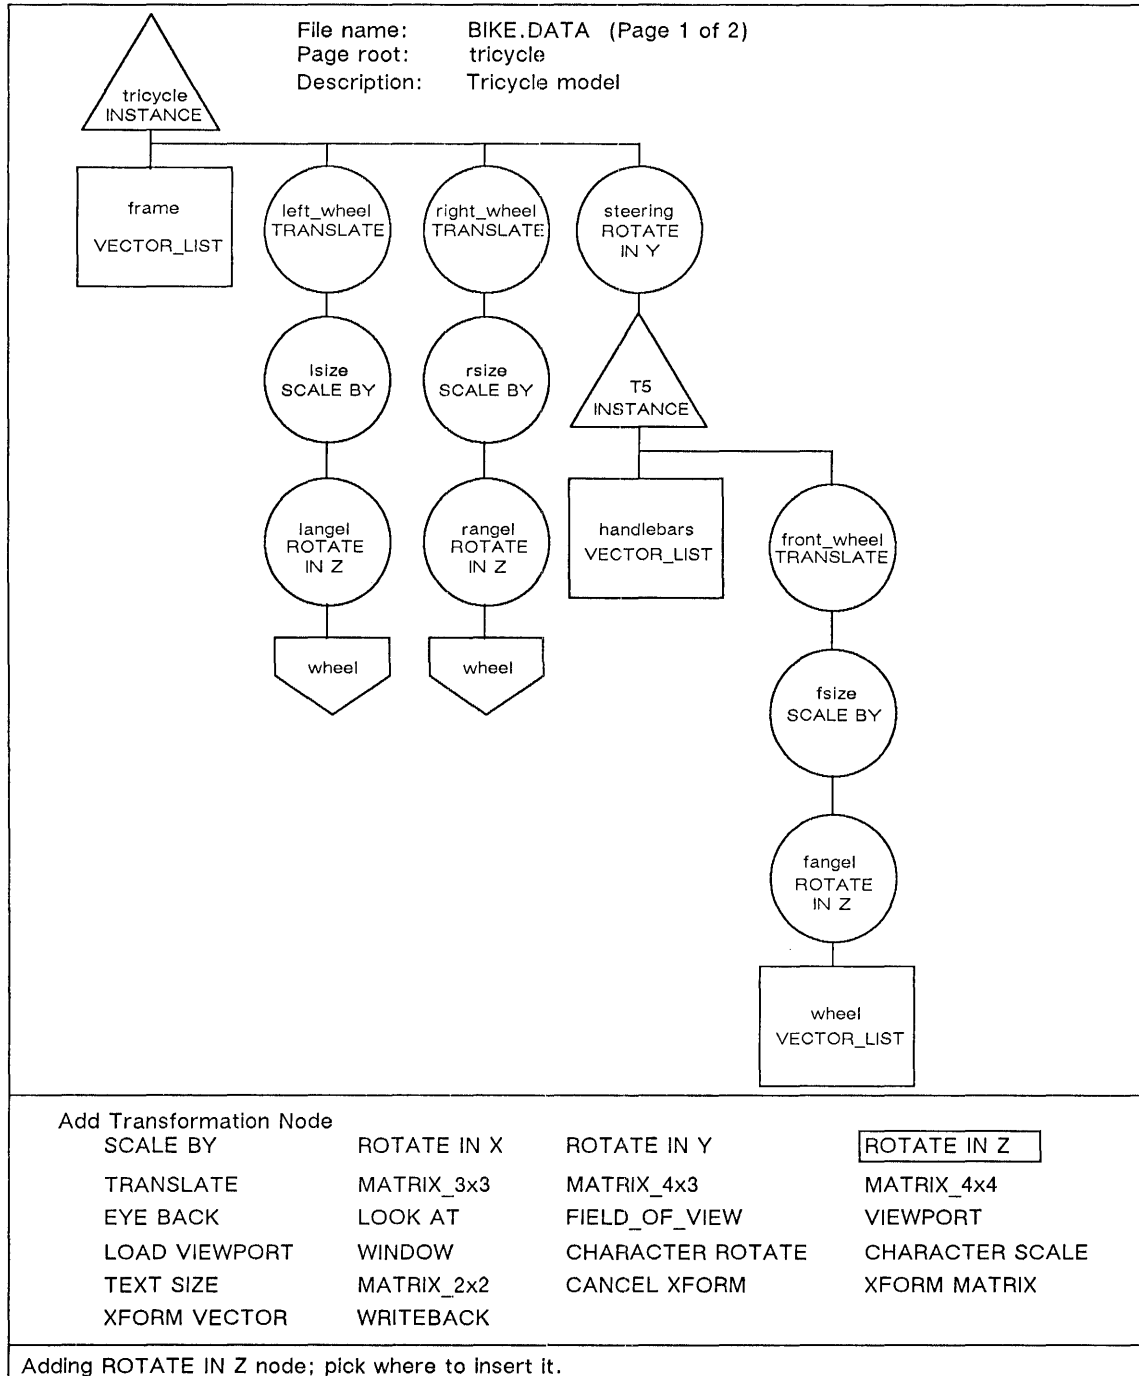 File name: BIKE.DATA (Page 1 of 2)
Page root: tricycle
Description: Tricycle model
tricycle
INSTANCE
frame
VECTOR_LIST
left_wheel
TRANSLATE
right_wheel
TRANSLATE
steering
ROTATE
IN Y
lsize
SCALE BY
rsize
SCALE BY
T5
INSTANCE
langel
ROTATE
IN Z
rangel
ROTATE
IN Z
handlebars
VECTOR_LIST
front_wheel
TRANSLATE
wheel
wheel
fsize
SCALE BY
fangel
ROTATE
IN Z
wheel
VECTOR_LIST
Add Transformation Node
SCALE BY ROTATE IN X ROTATE IN Y ROTATE IN Z
TRANSLATE MATRIX_3x3 MATRIX_4x3 MATRIX_4x4
EYE BACK LOOK AT FIELD_OF_VIEW VIEWPORT
LOAD VIEWPORT WINDOW CHARACTER ROTATE CHARACTER SCALE
TEXT SIZE MATRIX_2x2 CANCEL XFORM XFORM MATRIX
XFORM VECTOR WRITEBACK
Adding ROTATE IN Z node; pick where to insert it.